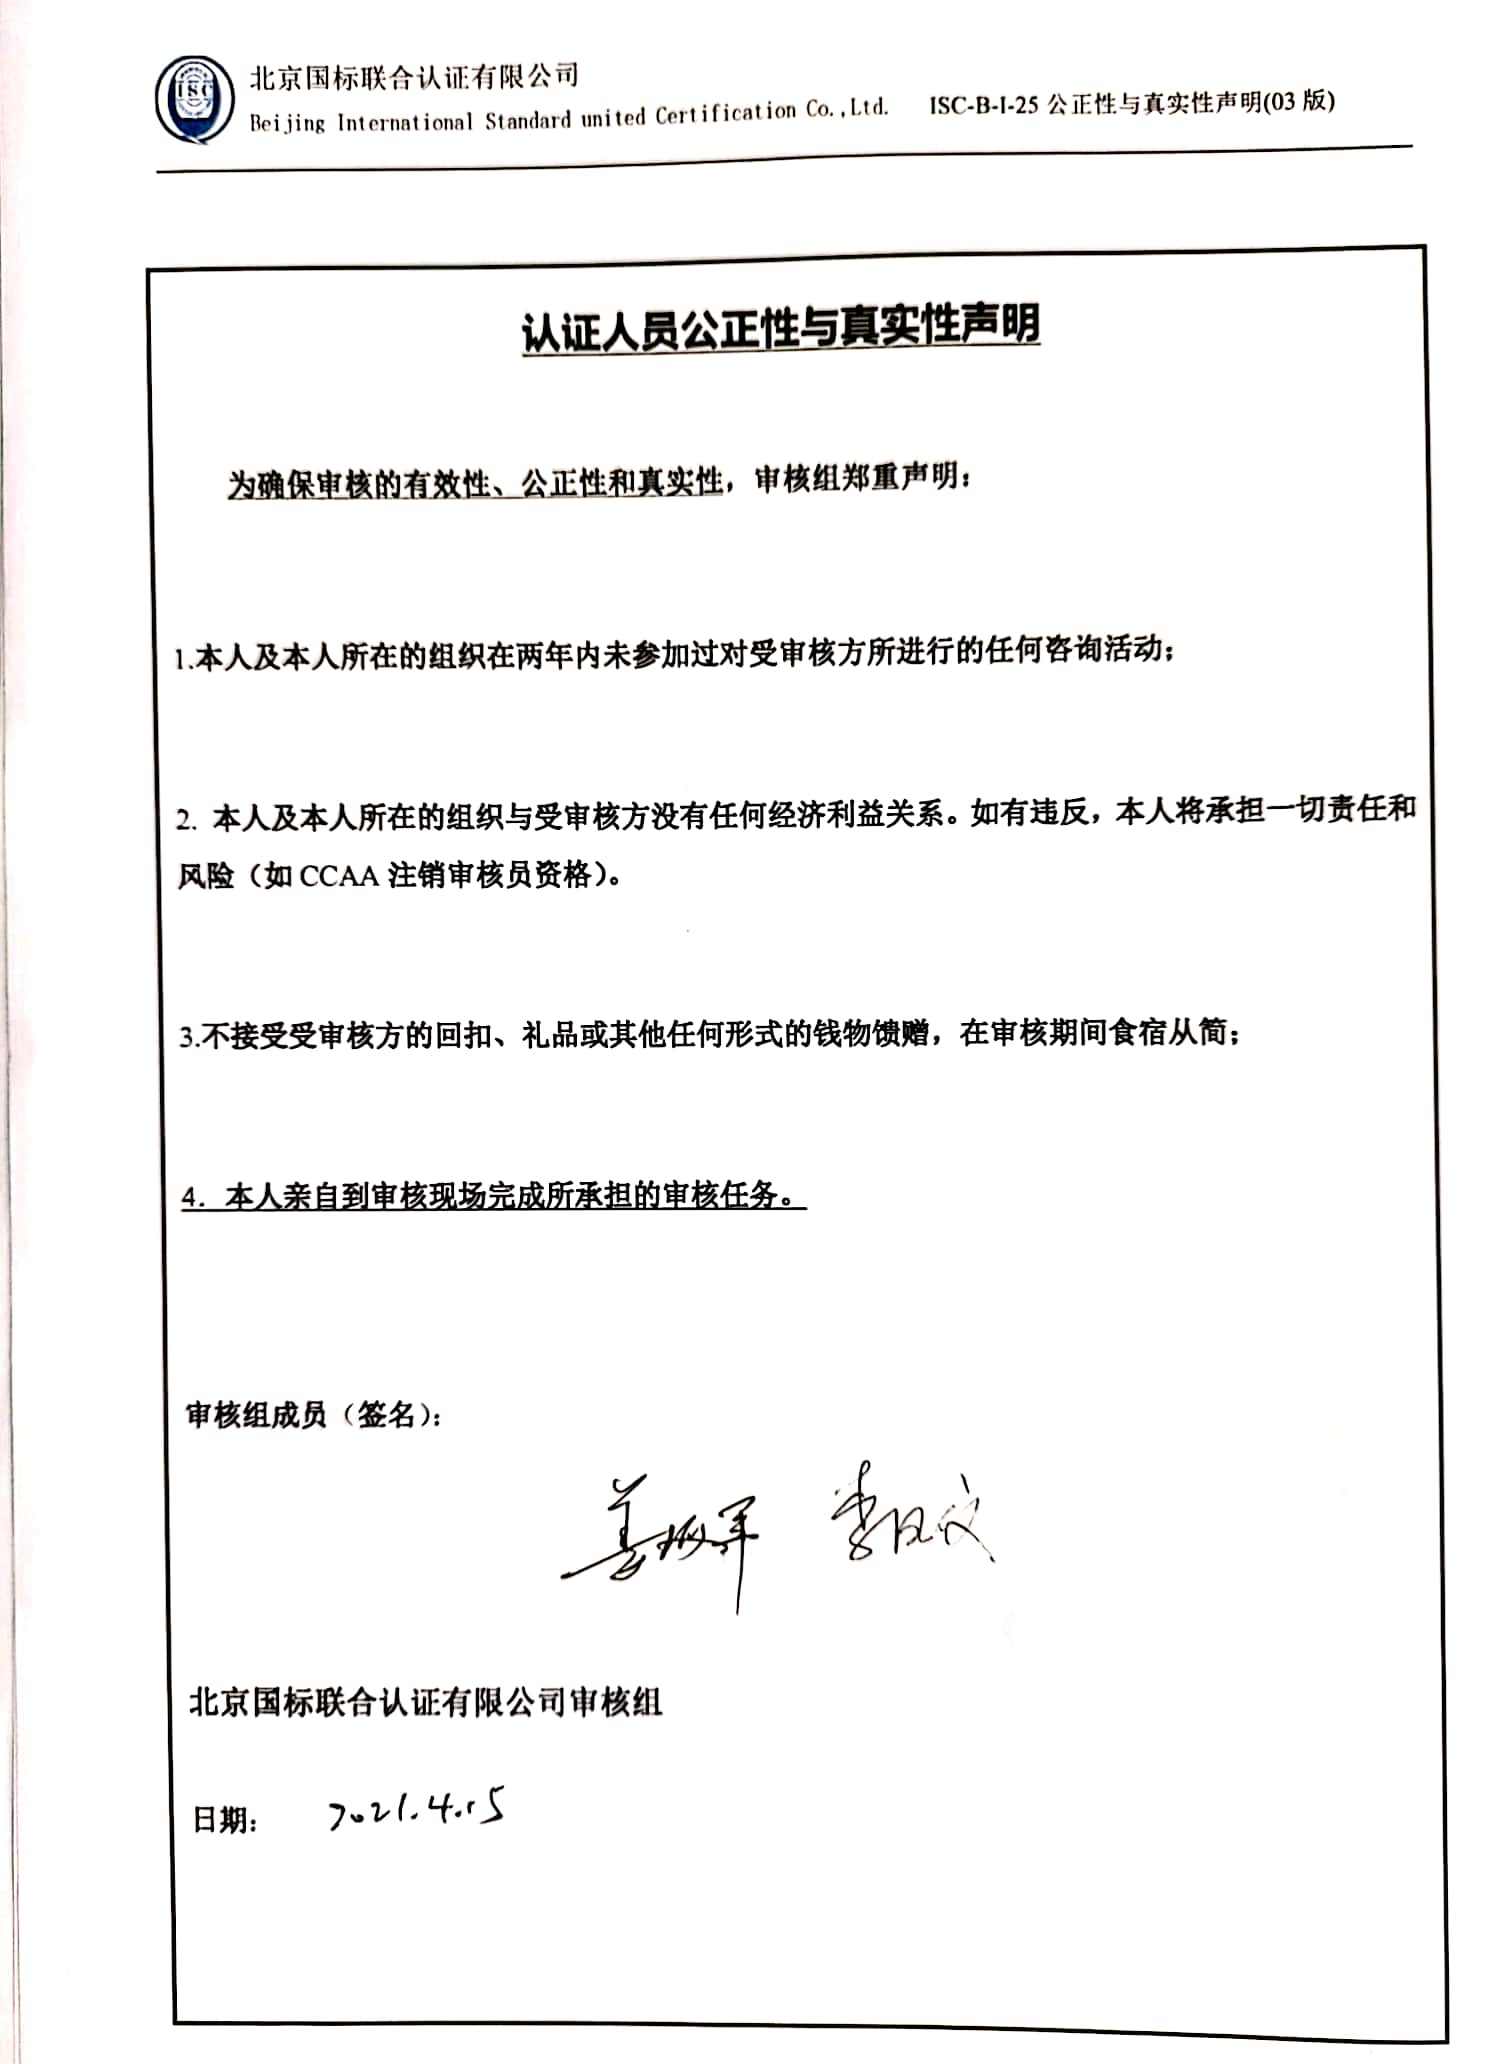 ISC
北京国标联合认证有限公司
Beijing International Standard united Certification Co.,Ltd. ISC-B-I-25 公正性与真实性声明(03 版)
认证人员公正性与真实性声明
为确保审核的有效性、公正性和真实性，审核组郑重声明：
1.本人及本人所在的组织在两年内未参加过对受审核方所进行的任何咨询活动；
2. 本人及本人所在的组织与受审核方没有任何经济利益关系。如有违反，本人将承担一切责任和
风险（如 CCAA 注销审核员资格）。
3.不接受受审核方的回扣、礼品或其他任何形式的钱物馈赠，在审核期间食宿从简；
4. 本人亲自到审核现场完成所承担的审核任务。
审核组成员（签名）：
李凤文
北京国标联合认证有限公司审核组
日期： 2021.4.15